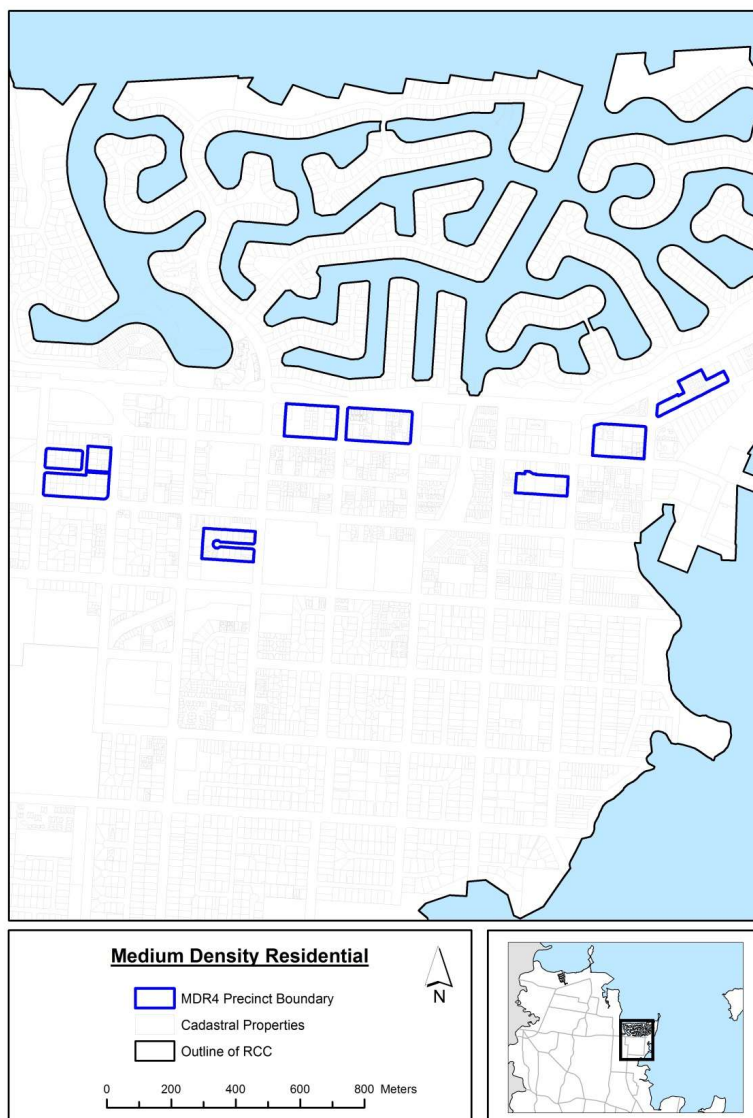 Medium Density Residential
N
MDR4 Precinct Boundary
Cadastral Properties
Outline of RCC
0 200 400 600 800 Meters